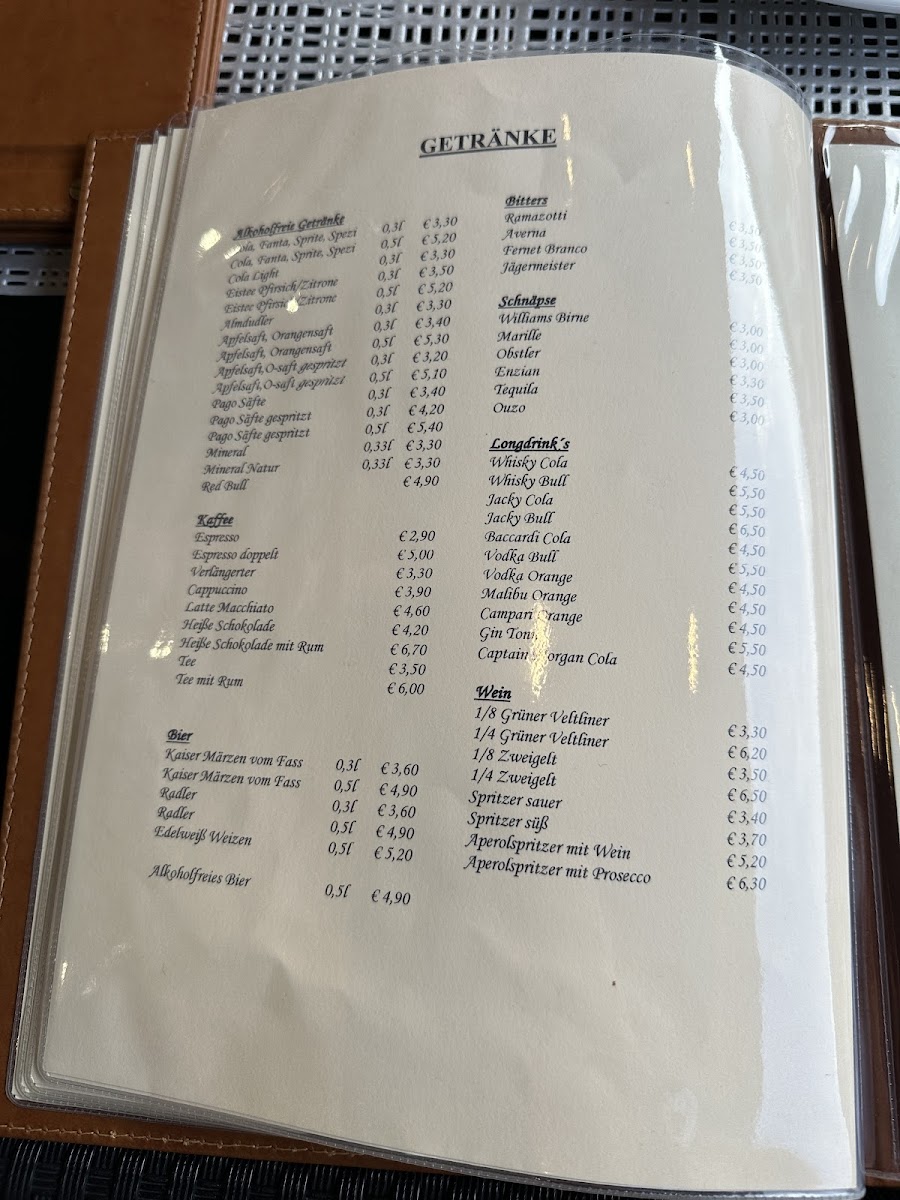 GETRÄNKE
Alkoholfreie Getränke
Cola, Fanta, Sprite, Spezi 0,3l € 3,30
Cola, Fanta, Sprite, Spezi 0,5l € 5,20
Cola Light 0,3l € 3,30
Eistee Pfirsich/Zitrone 0,3l € 3,50
Eistee Pfirsich/Zitrone 0,5l € 5,20
Almdudler 0,3l € 3,30
Apfelsaft, Orangensaft 0,3l € 3,40
Apfelsaft, Orangensaft 0,5l € 5,30
Apfelsaft,O-saft gespritzt 0,3l € 3,20
Apfelsaft,O-saft gespritzt 0,5l € 5,10
Pago Säfte 0,3l € 3,40
Pago Säfte gespritzt 0,3l € 4,20
Pago Säfte gespritzt 0,5l € 5,40
Mineral 0,33l € 3,30
Mineral Natur 0,33l € 3,30
Red Bull € 4,90
Kaffee
Espresso € 2,90
Espresso doppelt € 5,00
Verlängerter € 3,30
Cappuccino € 3,90
Latte Macchiato € 4,60
Heiße Schokolade € 4,20
Heiße Schokolade mit Rum € 6,70
Tee € 3,50
Tee mit Rum € 6,00
Bier
Kaiser Märzen vom Fass 0,3l € 3,60
Kaiser Märzen vom Fass 0,5l € 4,90
Radler 0,3l € 3,60
Radler 0,5l € 4,90
Edelweiß Weizen 0,5l € 5,20
Alkoholfreies Bier 0,5l € 4,90
Bitters
Ramazotti € 3,50
Averna € 3,50
Fernet Branco € 3,50
Jägermeister € 3,50
Schnäpse
Williams Birne € 3,00
Marille € 3,00
Obstler € 3,00
Enzian € 3,30
Tequila € 3,50
Ouzo € 3,00
Longdrink´s
Whisky Cola € 4,50
Whisky Bull € 5,50
Jacky Cola € 5,50
Jacky Bull € 6,50
Baccardi Cola € 4,50
Vodka Bull € 5,50
Vodka Orange € 4,50
Malibu Orange € 4,50
Campari Orange € 4,50
Gin Tonic € 5,50
Captain Morgan Cola € 4,50
Wein
1/8 Grüner Veltliner € 3,30
1/4 Grüner Veltliner € 6,20
1/8 Zweigelt € 3,50
1/4 Zweigelt € 6,50
Spritzer sauer € 3,40
Spritzer süß € 3,70
Aperolspritzer mit Wein € 5,20
Aperolspritzer mit Prosecco € 6,30